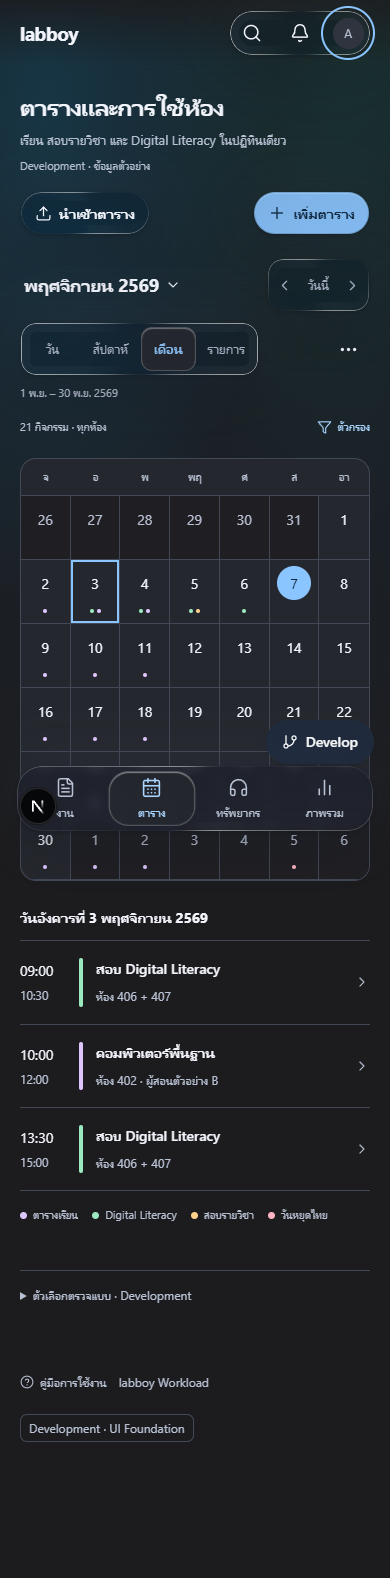 labboy
A
ตารางและการใช้ห้อง
เรียน สอบรายวิชา และ Digital Literacy ในปฏิทินเดียว
Development · ข้อมูลตัวอย่าง
นำเข้าตาราง
เพิ่มตาราง
พฤศจิกายน 2569
วันนี้
วัน สัปดาห์ เดือน รายการ
1 พ.ย. – 30 พ.ย. 2569
21 กิจกรรม · ทุกห้อง
ตัวกรอง
จ อ พ พฤ ศ ส อา
26 27 28 29 30 31 1
2 3 4 5 6 7 8
9 10 11 12 13 14 15
16 17 18 19 20 21 22
Develop
N
งาน ตาราง ทรัพยากร ภาพรวม
30 1 2 3 4 5 6
วันอังคารที่ 3 พฤศจิกายน 2569
09:00 สอบ Digital Literacy
10:30 ห้อง 406 + 407
10:00 คอมพิวเตอร์พื้นฐาน
12:00 ห้อง 402 · ผู้สอนตัวอย่าง B
13:30 สอบ Digital Literacy
15:00 ห้อง 406 + 407
ตารางเรียน Digital Literacy สอบรายวิชา วันหยุดไทย
ตัวเลือกตรวจแบบ · Development
คู่มือการใช้งาน labboy Workload
Development · UI Foundation